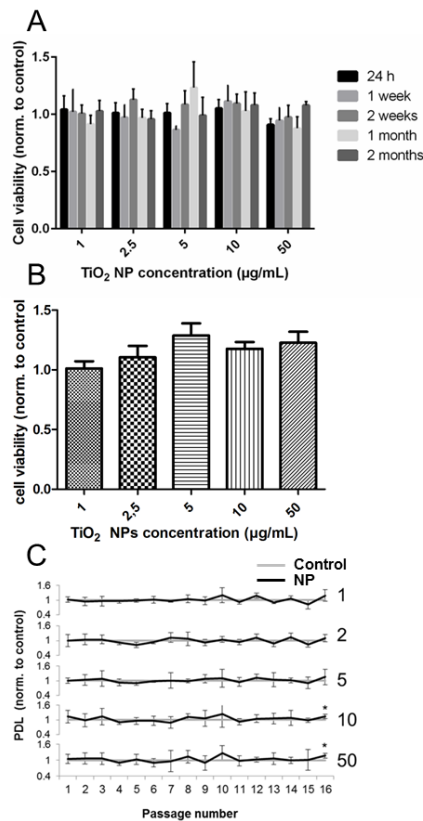 A
Cell viability (norm. to control)
1.5
1.0
0.5
0.0
1
2.5
5
10
50
TiO2 NP concentration (µg/mL)
24 h
1 week
2 weeks
1 month
2 months
B
cell viability (norm. to control
1.5
1.0
0.5
0.0
1
2,5
5
10
50
TiO2 NPs concentration (µg/mL)
C
Control
NP
PDL (norm. to control)
1.6
1
0.4
1
1.6
1
0.4
2
1.6
1
0.4
5
1.6
1
0.4
*
10
1.6
1
0.4
*
50
1 2 3 4 5 6 7 8 9 10 11 12 13 14 15 16
Passage number